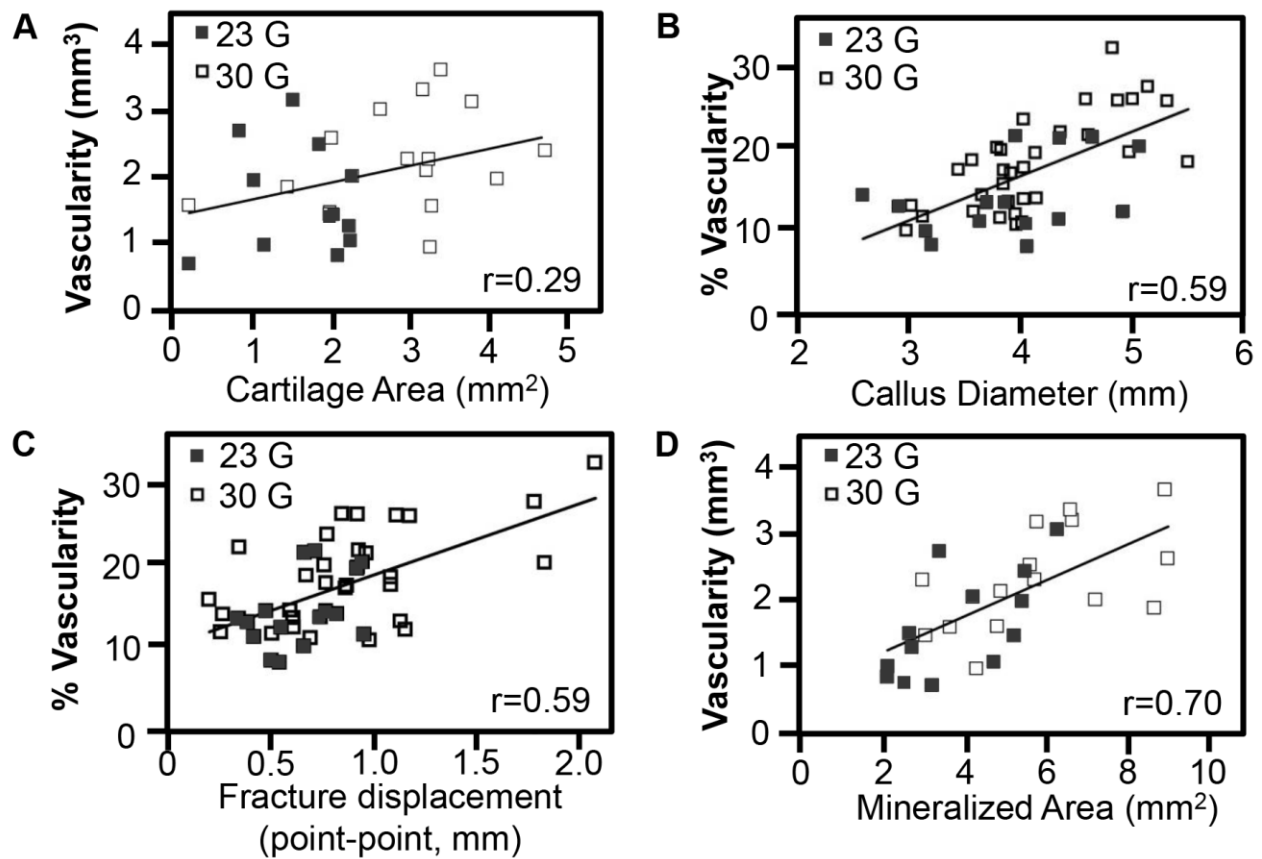 A
23 G
30 G
Vascularity (mm³)
4
3
2
1
0
r=0.29
0 1 2 3 4 5
Cartilage Area (mm²)
B
23 G
30 G
% Vascularity
30
20
10
0
r=0.59
2 3 4 5 6
Callus Diameter (mm)
C
23 G
30 G
% Vascularity
30
20
10
0
r=0.59
0 0.5 1.0 1.5 2.0
Fracture displacement
(point-point, mm)
D
23 G
30 G
Vascularity (mm³)
4
3
2
1
0
r=0.70
0 2 4 6 8 10
Mineralized Area (mm²)